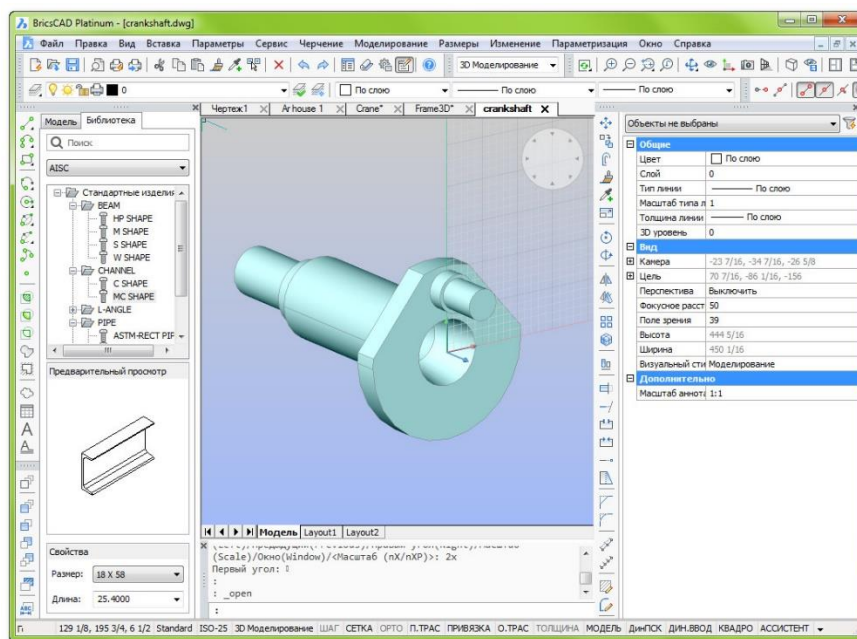 BricsCAD Platinum - [crankshaft.dwg]
Файл Правка Вид Вставка Параметры Сервис Черчение Моделирование Размеры Изменение Параметризация Окно Справка
3D Моделирование
0 По слою По слою По слою
Чертеж1 Crane* Frame3D* crankshaft X
Модель Библиотека
Поиск
AISC
Стандартные изделия
BEAM
HP SHAPE
M SHAPE
S SHAPE
W SHAPE
CHANNEL
C SHAPE
MC SHAPE
L-ANGLE
PIPE
ASTM-RECT PIF
Предварительный просмотр
Свойства
Размер: 18 X 58
Длина: 25.4000
Модель Layout1 Layout2
(Scale)/Окно(Window)/<Масштаб (nX/nXP)>: 2x
Первый угол:
:
: _open
:
Объекты не выбраны
Общие
Цвет По слою
Слой 0
Тип линии По слою
Масштаб типа л 1
Толщина линии По слою
3D уровень 0
Вид
Камера -23 7/16, -34 7/16, -26 5/8
Цель 70 7/16, -86 1/16, -156
Перспектива Выключить
Фокусное расст 50
Поле зрения 39
Высота 444 5/16
Ширина 450 1/16
Визуальный сти Моделирование
Дополнительно
Масштаб аннота 1:1
129 1/8, 195 3/4, 6 1/2 Standard ISO-25 3D Моделирование ШАГ СЕТКА ОРТО П.ТРАС ПРИВЯЗКА О.ТРАС ТОЛЩИНА МОДЕЛЬ ДинПСК ДИН.ВВОД КВАДРО АССИСТЕНТ